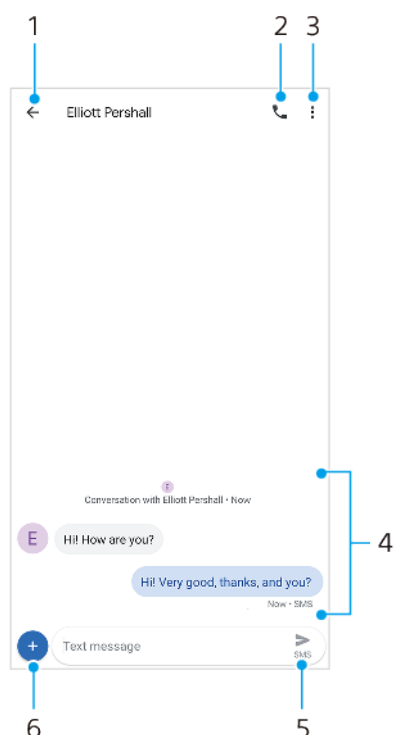 1 2 3
Elliott Pershall
E
Conversation with Elliott Pershall • Now
E Hi! How are you?
Hi! Very good, thanks, and you?
Now • SMS
4
+ Text message
SMS
6 5